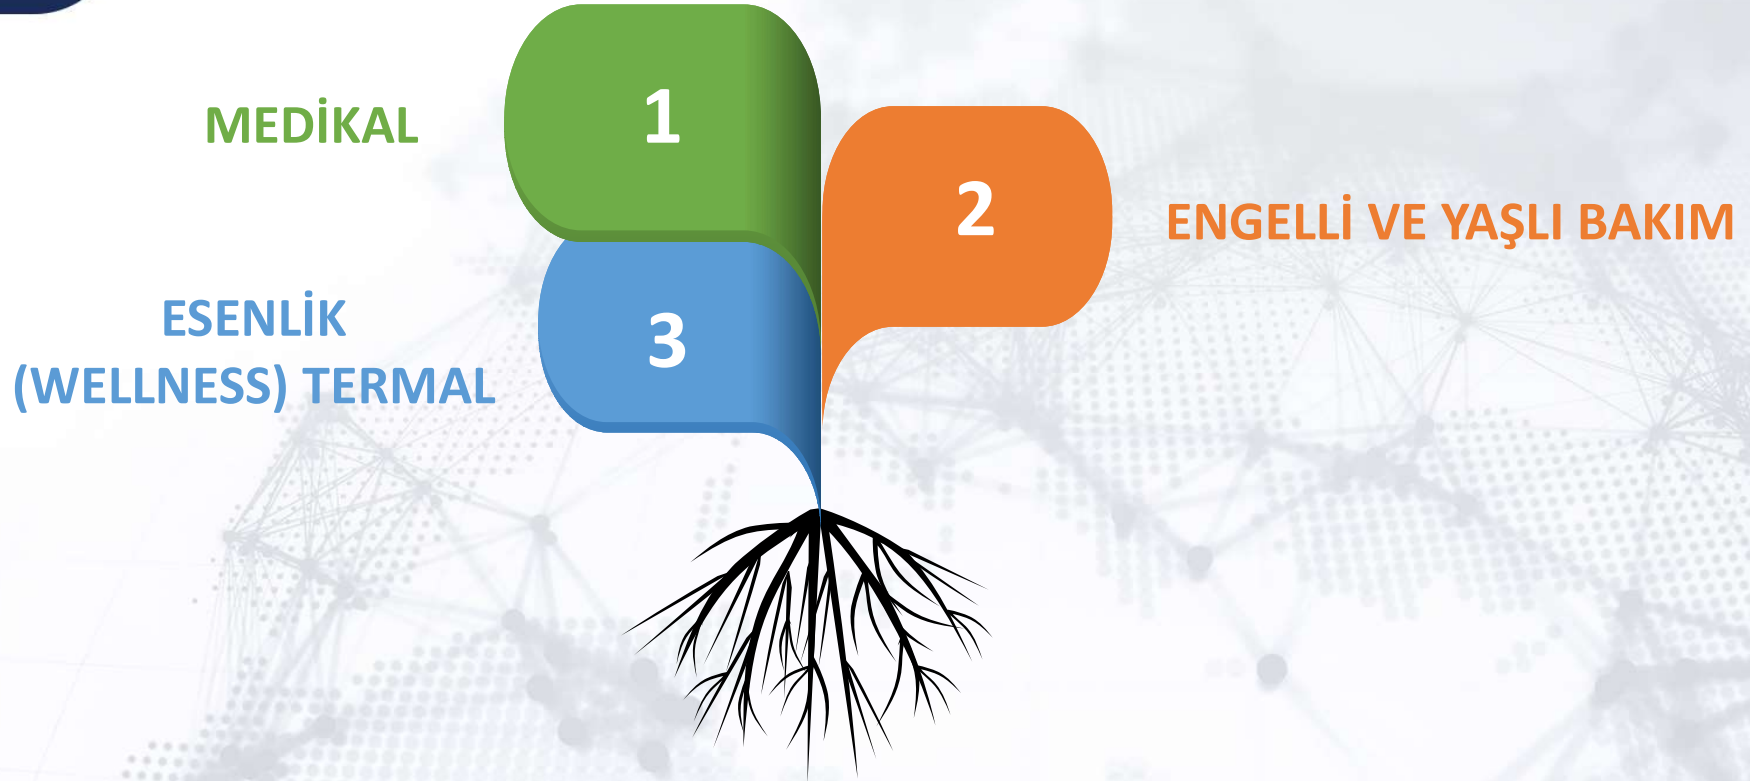 1
MEDİKAL
2
ENGELLİ VE YAŞLI BAKIM
3
ESENLİK
(WELLNESS) TERMAL